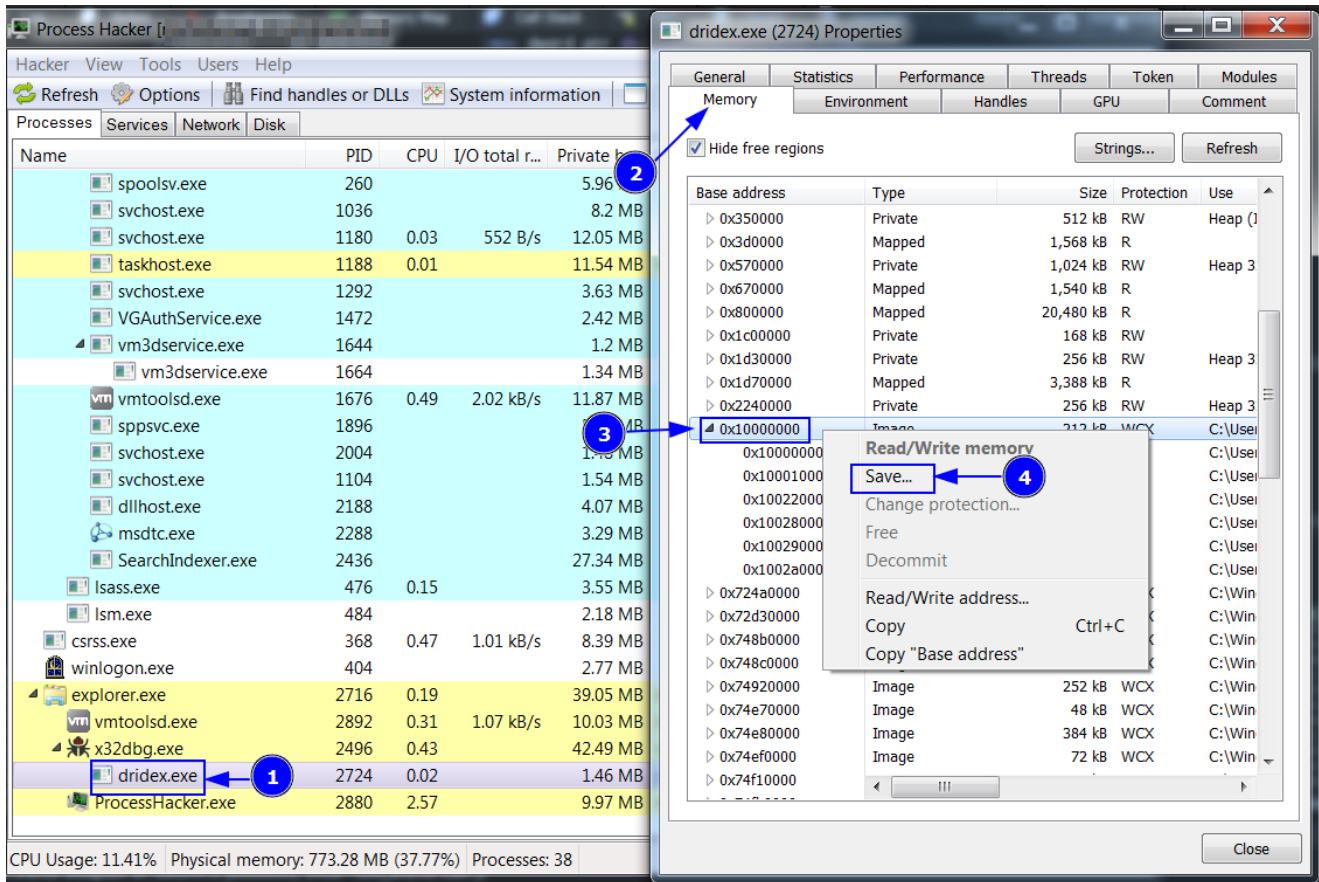 Process Hacker [
Hacker View Tools Users Help
Refresh Options Find handles or DLLs System information
Processes Services Network Disk
Name PID CPU I/O total r... Private
spoolsv.exe 260 5.96
svchost.exe 1036 8.2 MB
svchost.exe 1180 0.03 552 B/s 12.05 MB
taskhost.exe 1188 0.01 11.54 MB
svchost.exe 1292 3.63 MB
VGAuthService.exe 1472 2.42 MB
vm3dservice.exe 1644 1.2 MB
vm3dservice.exe 1664 1.34 MB
vmtoolsd.exe 1676 0.49 2.02 kB/s 11.87 MB
sppsvc.exe 1896 MB
svchost.exe 2004 MB
svchost.exe 1104 1.54 MB
dllhost.exe 2188 4.07 MB
msdtc.exe 2288 3.29 MB
SearchIndexer.exe 2436 27.34 MB
lsass.exe 476 0.15 3.55 MB
lsm.exe 484 2.18 MB
csrss.exe 368 0.47 1.01 kB/s 8.39 MB
winlogon.exe 404 2.77 MB
explorer.exe 2716 0.19 39.05 MB
vmtoolsd.exe 2892 0.31 1.07 kB/s 10.03 MB
x32dbg.exe 2496 0.43 42.49 MB
dridex.exe 1 2724 0.02 1.46 MB
ProcessHacker.exe 2880 2.57 9.97 MB
CPU Usage: 11.41% Physical memory: 773.28 MB (37.77%) Processes: 38
dridex.exe (2724) Properties
General Statistics Performance Threads Token Modules
Memory Environment Handles GPU Comment
2
Hide free regions Strings... Refresh
Base address Type Size Protection Use
0x350000 Private 512 kB RW Heap (
0x3d0000 Mapped 1,568 kB R
0x570000 Private 1,024 kB RW Heap 3
0x670000 Mapped 1,540 kB R
0x800000 Mapped 20,480 kB R
0x1c00000 Private 168 kB RW
0x1d30000 Private 256 kB RW Heap 3
0x1d70000 Mapped 3,388 kB R
0x2240000 Private 256 kB RW Heap 3
3 0x10000000 Image 212 kB WCX C:\User
0x10000000 C:\User
0x10001000 C:\User
0x10022000 C:\User
0x10028000 C:\User
0x10029000 C:\User
0x1002a000 C:\User
Read/Write memory
Save... 4
Change protection...
Free
Decommit
Read/Write address...
Copy Ctrl+C
Copy "Base address"
0x724a0000 C:\Win
0x72d30000 C:\Win
0x748b0000 C:\Win
0x748c0000 C:\Win
0x74920000 Image 252 kB WCX C:\Win
0x74e70000 Image 48 kB WCX C:\Win
0x74e80000 Image 384 kB WCX C:\Win
0x74ef0000 Image 72 kB WCX C:\Win
0x74f10000
Close